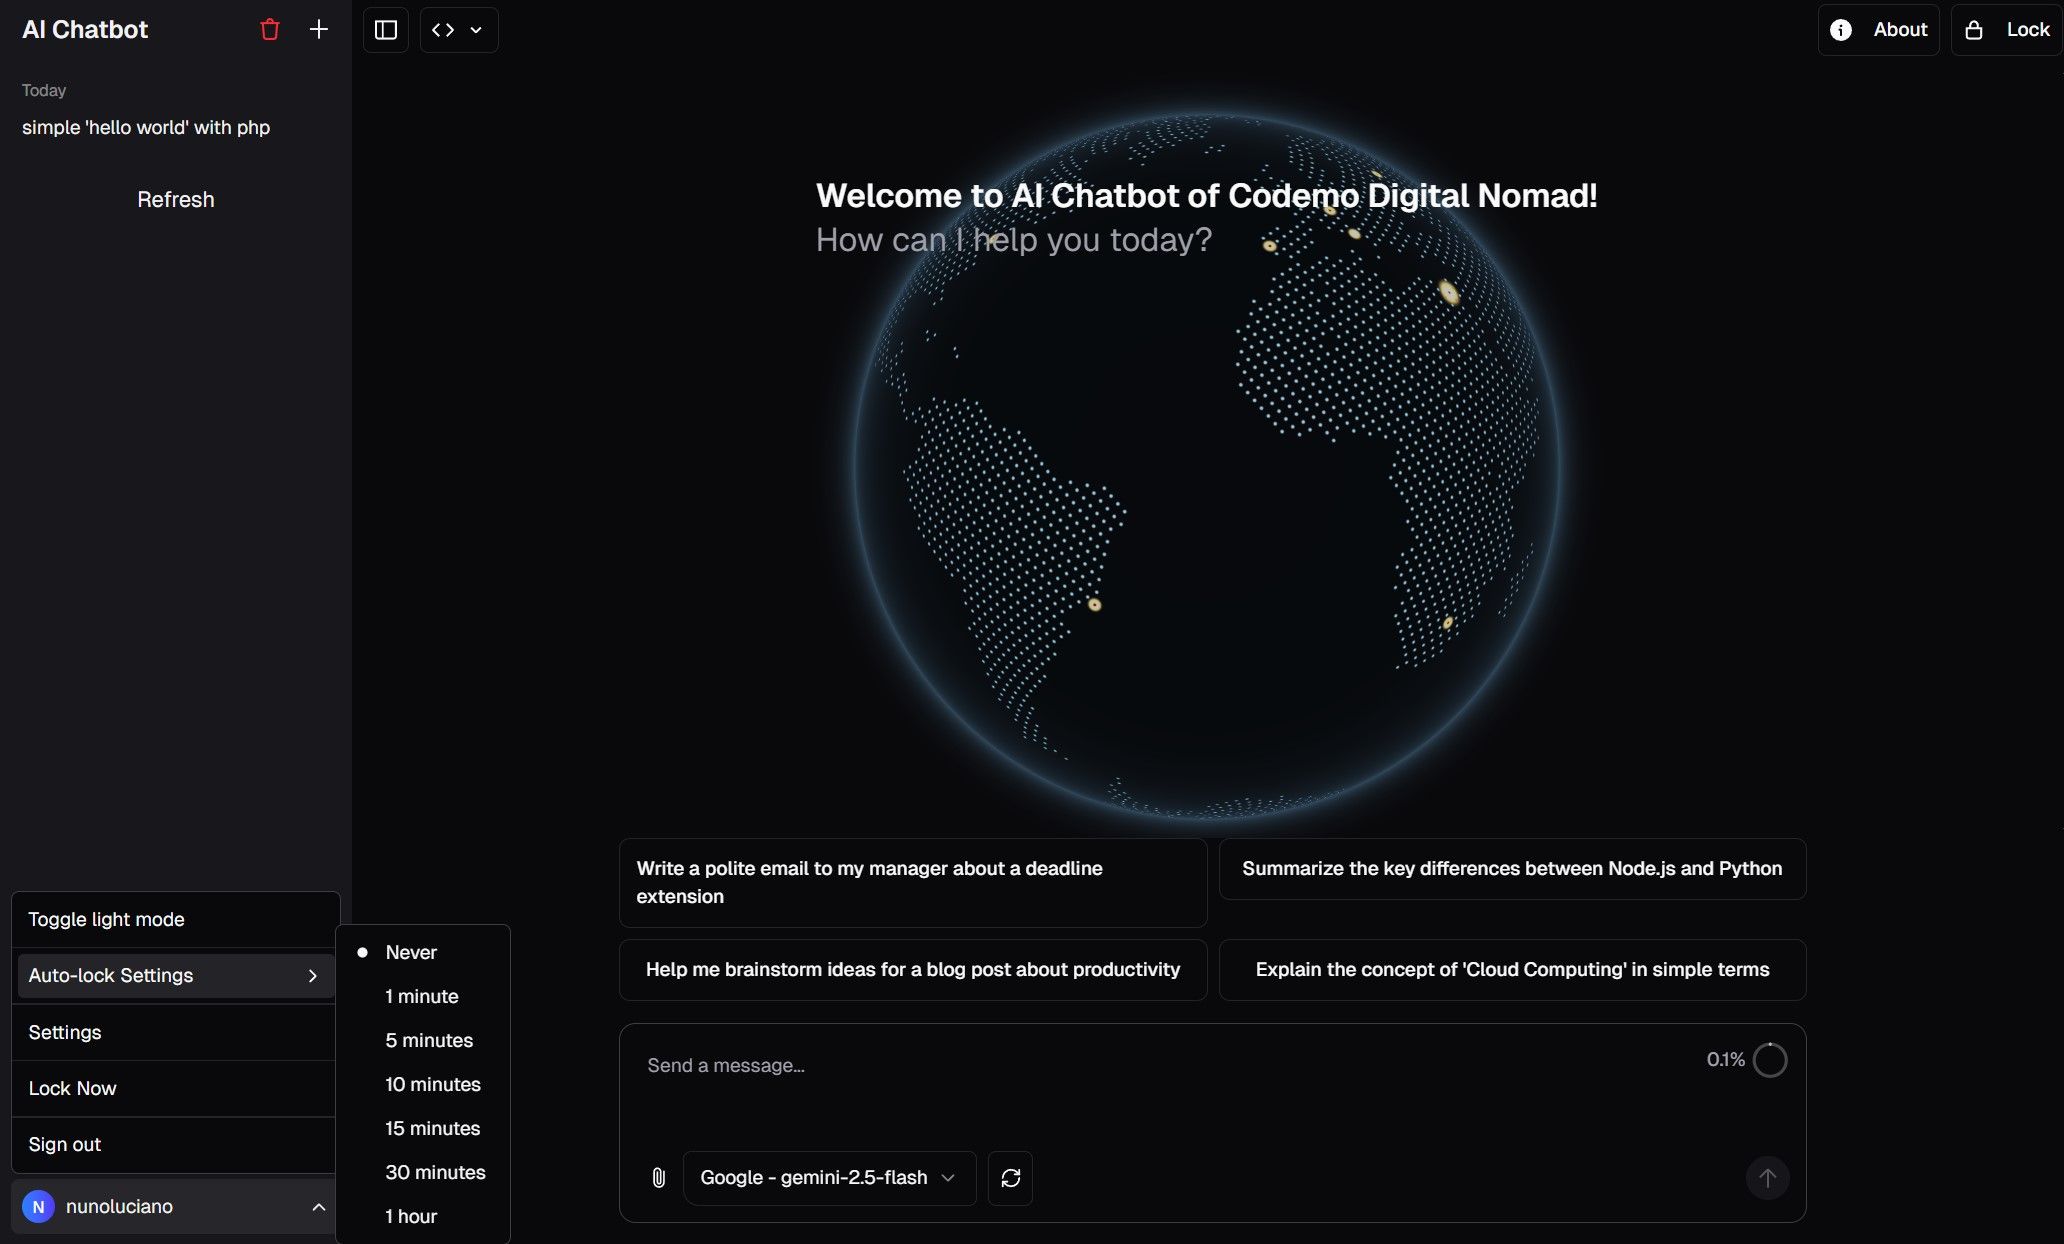 AI Chatbot
Today
simple 'hello world' with php
Refresh
About
Lock
Welcome to AI Chatbot of Codemo Digital Nomad!
How can I help you today?
Write a polite email to my manager about a deadline
extension
Summarize the key differences between Node.js and Python
Help me brainstorm ideas for a blog post about productivity
Explain the concept of 'Cloud Computing' in simple terms
Send a message...
0.1%
Google - gemini-2.5-flash
Toggle light mode
Auto-lock Settings
Settings
Lock Now
Sign out
N nunoluciano
Never
1 minute
5 minutes
10 minutes
15 minutes
30 minutes
1 hour